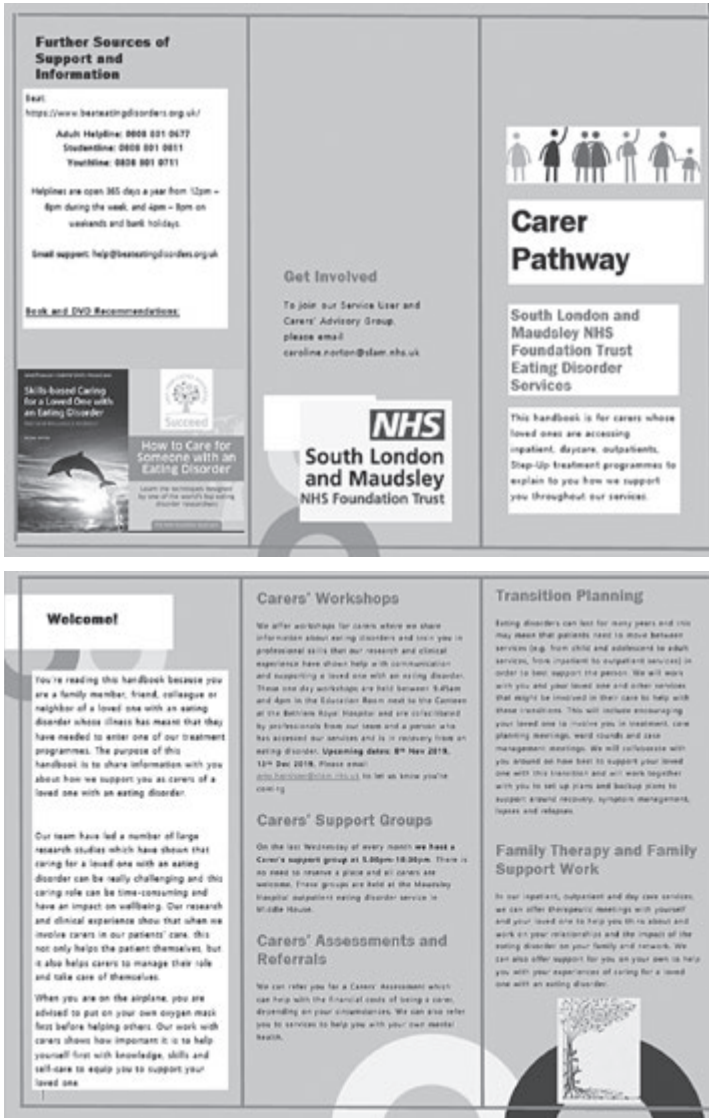 Further Sources of
Support and
Information
Beat:
https://www.beateatingdisorders.org.uk/
Adult Helpline: 0808 801 0677
Studentline: 0808 801 0811
Youthline: 0808 801 0711
Helplines are open 365 days a year from 12pm –
8pm during the week, and 4pm – 8pm on
weekends and bank holidays.
Email support: help@beateatingdisorders.org.uk
Book and DVD Recommendations:
Skills-based Caring
for a Loved One with
an Eating Disorder
Succeed
How to Care for
Someone with an
Eating Disorder
Learn the techniques designed
by one of the world's top eating
disorder researchers
Get Involved
To join our Service User and
Carers' Advisory Group,
please email
caroline.norton@slam.nhs.uk
NHS
South London
and Maudsley
NHS Foundation Trust
Carer
Pathway
South London and
Maudsley NHS
Foundation Trust
Eating Disorder
Services
This handbook is for carers whose
loved ones are accessing
inpatient, daycare, outpatients,
Step-Up treatment programmes to
explain to you how we support
you throughout our services.
Welcome!
You're reading this handbook because you
are a family member, friend, colleague or
neighbor of a loved one with an eating
disorder whose illness has meant that they
have needed to enter one of our treatment
programmes. The purpose of this
handbook is to share information with you
about how we support you as carers of a
loved one with an eating disorder.
Our team have led a number of large
research studies which have shown that
caring for a loved one with an eating
disorder can be really challenging and this
caring role can be time-consuming and
have an impact on wellbeing. Our research
and clinical experience show that when we
involve carers in our patients' care, this
not only helps the patient themselves, but
it also helps carers to manage their role
and take care of themselves.
When you are on the airplane, you are
advised to put on your own oxygen mask
first before helping others. Our work with
carers shows how important it is to help
yourself first with knowledge, skills and
self-care to equip you to support your
loved one
Carers' Workshops
We offer workshops for carers where we share
information about eating disorders and train you in
professional skills that our research and clinical
experience have shown help with communication
and supporting a loved one with an eating disorder.
These one day workshops are held between 9.45am
and 4pm in the Education Room next to the Canteen
at the Bethlem Royal Hospital and are cofacilitated
by professionals from our team and a person who
has accessed our services and is in recovery from an
eating disorder. Upcoming dates: 8th Nov 2019,
13th Dec 2019. Please email
to let us know you're
coming
Carers' Support Groups
On the last Wednesday of every month we host a
Carer's support group at There is
no need to reserve a place and all carers are
welcome. These groups are held at the Maudsley
Hospital outpatient eating disorder service in
Middle House.
Carers' Assessments and
Referrals
We can refer you for a Carers' Assessment which
can help with the financial costs of being a carer,
depending on your circumstances. We can also refer
you to services to help you with your own mental
health.
Transition Planning
Eating disorders can last for many years and this
may mean that patients need to move between
services (e.g. from child and adolescent to adult
services, from inpatient to outpatient services) in
order to best support the person. We will work
with you and your loved one and other services
that might be involved in their care to help with
these transitions. This will include encouraging
your loved one to involve you in treatment, care
planning meetings, word rounds and case
management meetings. We will collaborate with
you around on how best to support your loved
one with this transition and will work together
with you to set up plans and backup plans to
support around recovery, symptom management,
lapses and relapses.
Family Therapy and Family
Support Work
In our inpatient, outpatient and day care services,
we can offer therapeutic meetings with yourself
and your loved one to help you think about and
work on your relationships and the impact of the
eating disorder on your family and network. We
can also offer support for you on your own to help
you with your experiences of caring for a loved
one with an eating disorder.